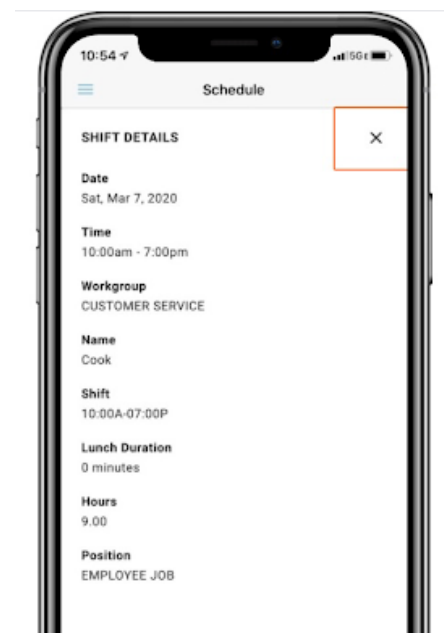 10:54
5G E
Schedule
SHIFT DETAILS
Date
Sat, Mar 7, 2020
Time
10:00am - 7:00pm
Workgroup
CUSTOMER SERVICE
Name
Cook
Shift
10:00A-07:00P
Lunch Duration
0 minutes
Hours
9.00
Position
EMPLOYEE JOB